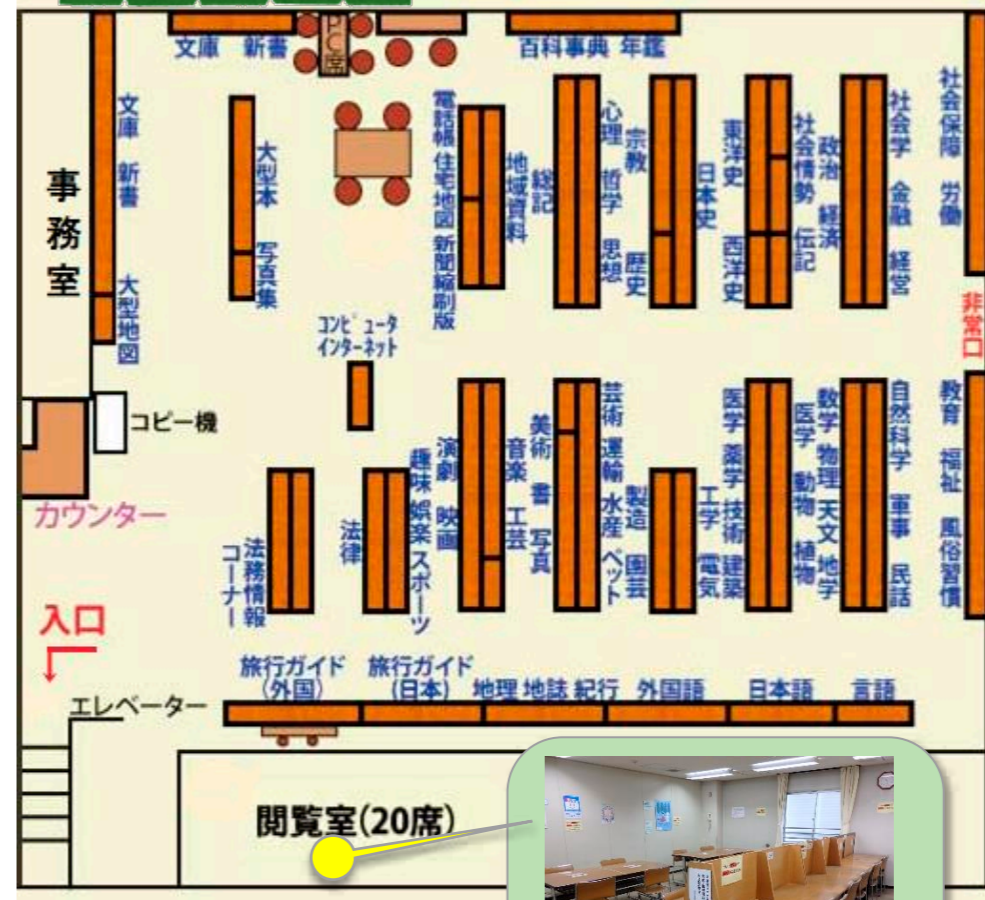 文庫 新書
PC席
百科事典 年鑑
事務室
文庫 新書 大型地図
大型本 写真集
電話帳 住宅地図 新聞縮刷版
地域資料
総記
心理 哲学 思想
宗教 歴史
日本史
東洋史 西洋史
社会情勢 伝記
政治 経済
社会学 金融 経営
社会保障 労働
非常口
コンピュータ
インターネット
コピー機
カウンター
法務情報
コーナー
法律
趣味 娯楽 スポーツ
演劇 映画
音楽 工芸
美術 書 写真
芸術 運輸 水産 ペット
製造 園芸
工学 電気
医学 薬学 技術 建築
医学 動物 植物
数学 物理 天文 地学
自然科学 軍事 民話
教育 福祉 風俗習慣
入口
エレベーター
旅行ガイド
(外国)
旅行ガイド
(日本)
地理 地誌 紀行
外国語
日本語
言語
閲覧室(20席)